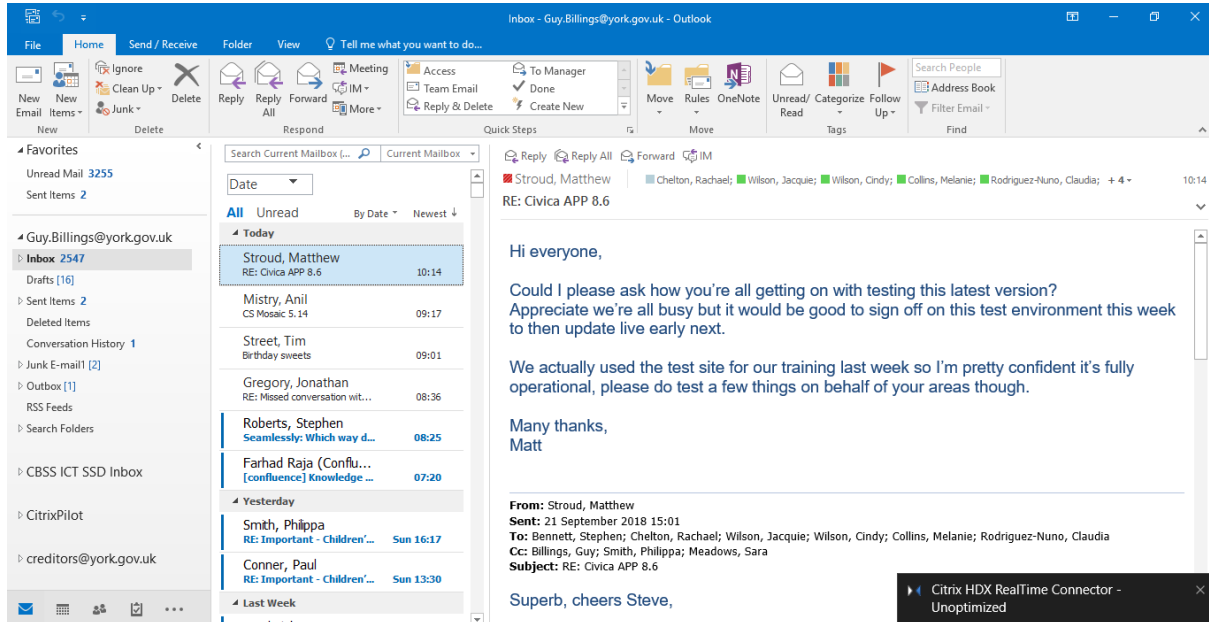 Inbox - Guy.Billings@york.gov.uk - Outlook
File Home Send / Receive Folder View Tell me what you want to do...
New Email
New Items
Ignore
Clean Up
Junk
Delete
Reply
Reply All
Forward
Meeting
IM
More
Access
Team Email
Reply & Delete
To Manager
Done
Create New
Move
Rules
OneNote
Unread/ Read
Categorize
Follow Up
Search People
Address Book
Filter Email
New Delete Respond Quick Steps Move Tags Find
Favorites
Unread Mail 3255
Sent Items 2
Guy.Billings@york.gov.uk
Inbox 2547
Drafts [16]
Sent Items 2
Deleted Items
Conversation History 1
Junk E-mail1 [2]
Outbox [1]
RSS Feeds
Search Folders
CBSS ICT SSD Inbox
CitrixPilot
creditors@york.gov.uk
Search Current Mailbox (... Current Mailbox
Date
All Unread By Date Newest
Today
Stroud, Matthew
RE: Civica APP 8.6 10:14
Mistry, Anil
CS Mosaic 5.14 09:17
Street, Tim
Birthday sweets 09:01
Gregory, Jonathan
RE: Missed conversation wit... 08:36
Roberts, Stephen
Seamlessly: Which way d... 08:25
Farhad Raja (Conflu...
[confluence] Knowledge ... 07:20
Yesterday
Smith, Philippa
RE: Important - Children'... Sun 16:17
Conner, Paul
RE: Important - Children'... Sun 13:30
Last Week
Reply Reply All Forward IM
Stroud, Matthew Chelton, Rachael; Wilson, Jacquie; Wilson, Cindy; Collins, Melanie; Rodriguez-Nuno, Claudia; + 4 10:14
RE: Civica APP 8.6
Hi everyone,
Could I please ask how you're all getting on with testing this latest version?
Appreciate we're all busy but it would be good to sign off on this test environment this week
to then update live early next.
We actually used the test site for our training last week so I'm pretty confident it's fully
operational, please do test a few things on behalf of your areas though.
Many thanks,
Matt
From: Stroud, Matthew
Sent: 21 September 2018 15:01
To: Bennett, Stephen; Chelton, Rachael; Wilson, Jacquie; Wilson, Cindy; Collins, Melanie; Rodriguez-Nuno, Claudia
Cc: Billings, Guy; Smith, Philippa; Meadows, Sara
Subject: RE: Civica APP 8.6
Superb, cheers Steve,
Citrix HDX RealTime Connector -
Unoptimized